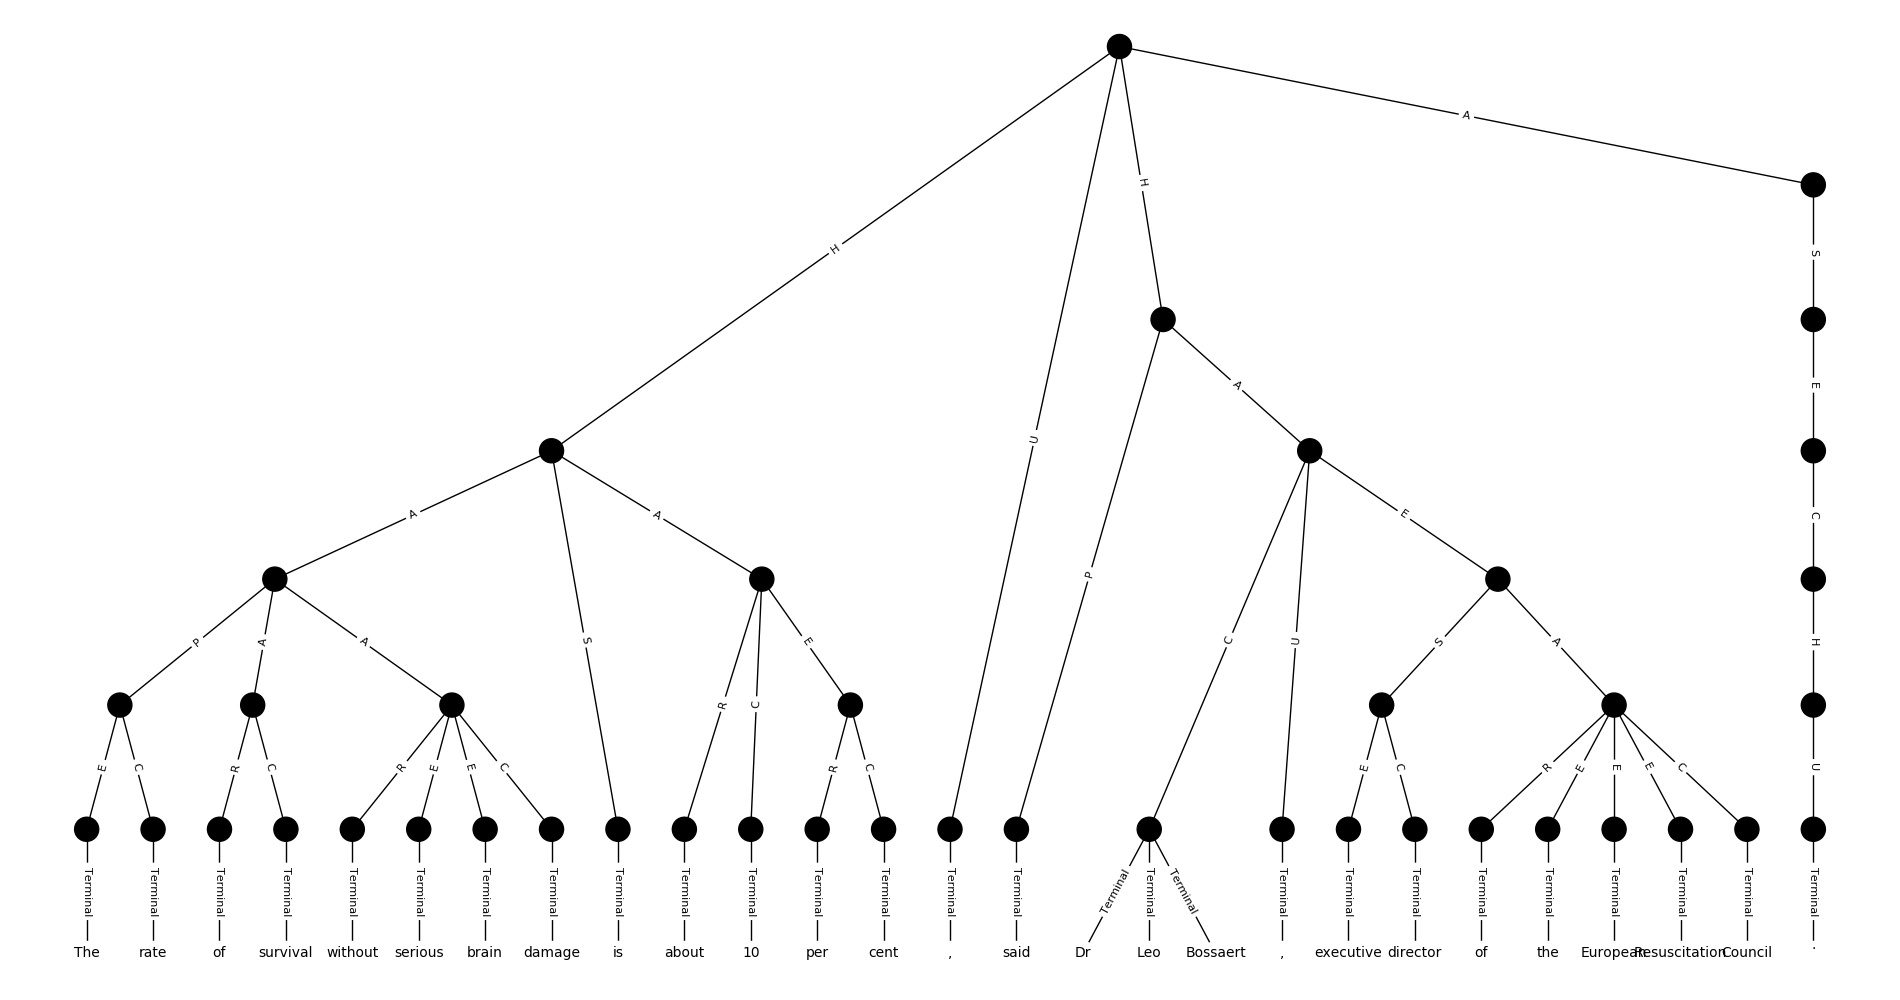 A
H
S
H
E
U
A
A
A
C
E
P
P
A
A
S
C
U
S
A
H
R
C
E
E
C
R
C
R
E
E
C
R
C
E
C
R
E
E
E
C
U
Terminal Terminal Terminal Terminal Terminal Terminal Terminal Terminal Terminal Terminal Terminal Terminal Terminal Terminal Terminal Terminal Terminal Terminal Terminal Terminal Terminal Terminal Terminal Terminal Terminal Terminal Terminal
The rate of survival without serious brain damage is about 10 per cent , said Dr Leo Bossaert , executive director of the European Resuscitation Council .